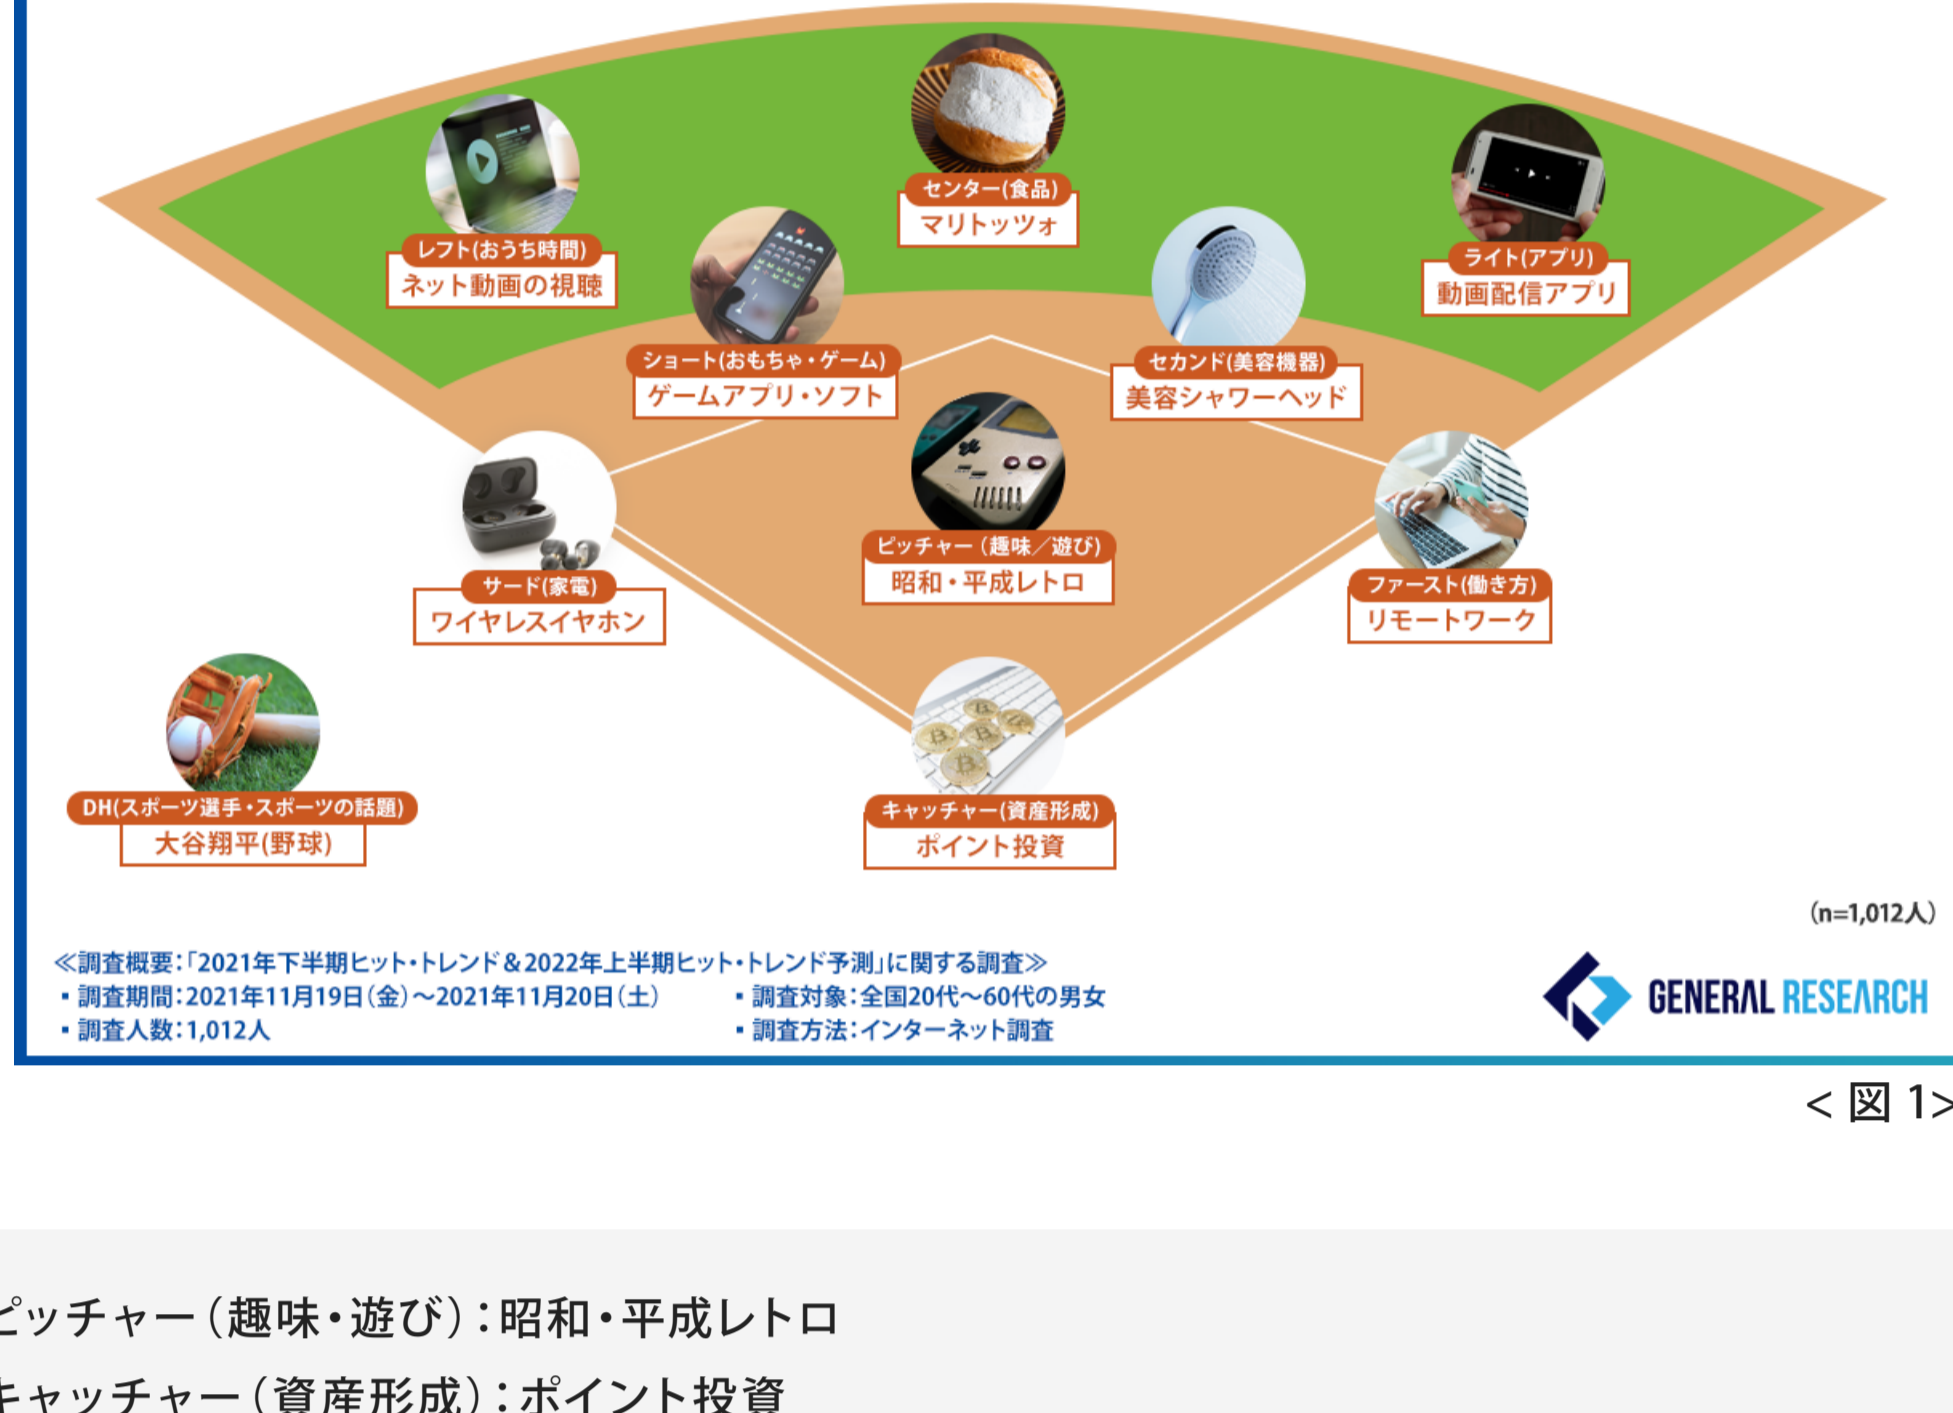 センター(食品)
マリトッツォ
レフト(おうち時間)
ネット動画の視聴
ライト(アプリ)
動画配信アプリ
ショート(おもちゃ・ゲーム)
ゲームアプリ・ソフト
セカンド(美容機器)
美容シャワーヘッド
ピッチャー（趣味／遊び)
昭和・平成レトロ
サード(家電)
ワイヤレスイヤホン
ファースト(働き方)
リモートワーク
DH(スポーツ選手・スポーツの話題)
大谷翔平(野球)
キャッチャー(資産形成)
ポイント投資
（n=1,012人）
≪調査概要：「2021年下半期ヒット・トレンド＆2022年上半期ヒット・トレンド予測」に関する調査≫
▪調査期間：2021年11月19日（金）～2021年11月20日（土） ▪調査対象：全国20代～60代の男女
▪調査人数：1,012人 ▪調査方法：インターネット調査
GENERAL RESEARCH
＜図 1＞
ピッチャー（趣味・遊び）：昭和・平成レトロ
キャッチャー（資産形成）：ポイント投資